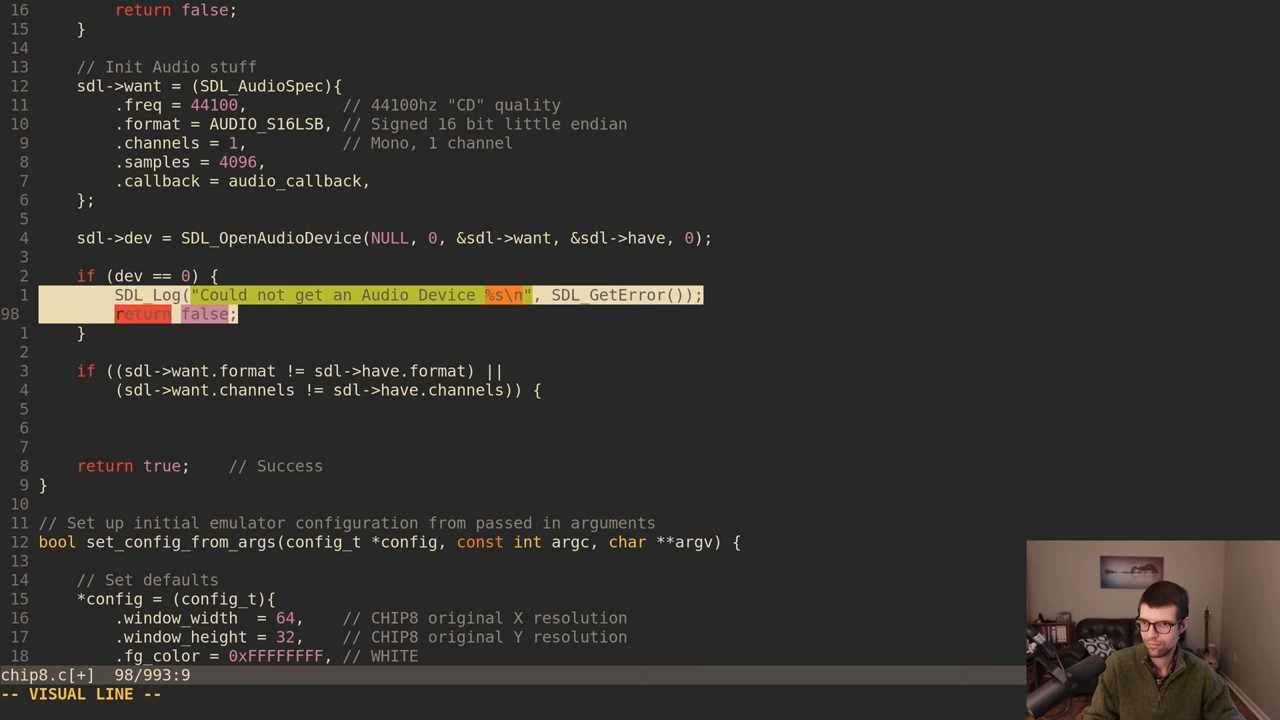 16         return false;
15     }
14
13     // Init Audio stuff
12     sdl->want = (SDL_AudioSpec){
11         .freq = 44100,          // 44100hz "CD" quality
10         .format = AUDIO_S16LSB, // Signed 16 bit little endian
9         .channels = 1,          // Mono, 1 channel
8         .samples = 4096,
7         .callback = audio_callback,
6     };
5
4     sdl->dev = SDL_OpenAudioDevice(NULL, 0, &sdl->want, &sdl->have, 0);
3
2     if (dev == 0) {
1         SDL_Log("Could not get an Audio Device %s\n", SDL_GetError());
98         return false;
1     }
2
3     if ((sdl->want.format != sdl->have.format) ||
4         (sdl->want.channels != sdl->have.channels)) {
5
6
7
8     return true;    // Success
9 }
10
11 // Set up initial emulator configuration from passed in arguments
12 bool set_config_from_args(config_t *config, const int argc, char **argv) {
13
14     // Set defaults
15     *config = (config_t){
16         .window_width  = 64,    // CHIP8 original X resolution
17         .window_height = 32,    // CHIP8 original Y resolution
18         .fg_color = 0xFFFFFFFF, // WHITE
chip8.c[+]  98/993:9
-- VISUAL LINE --